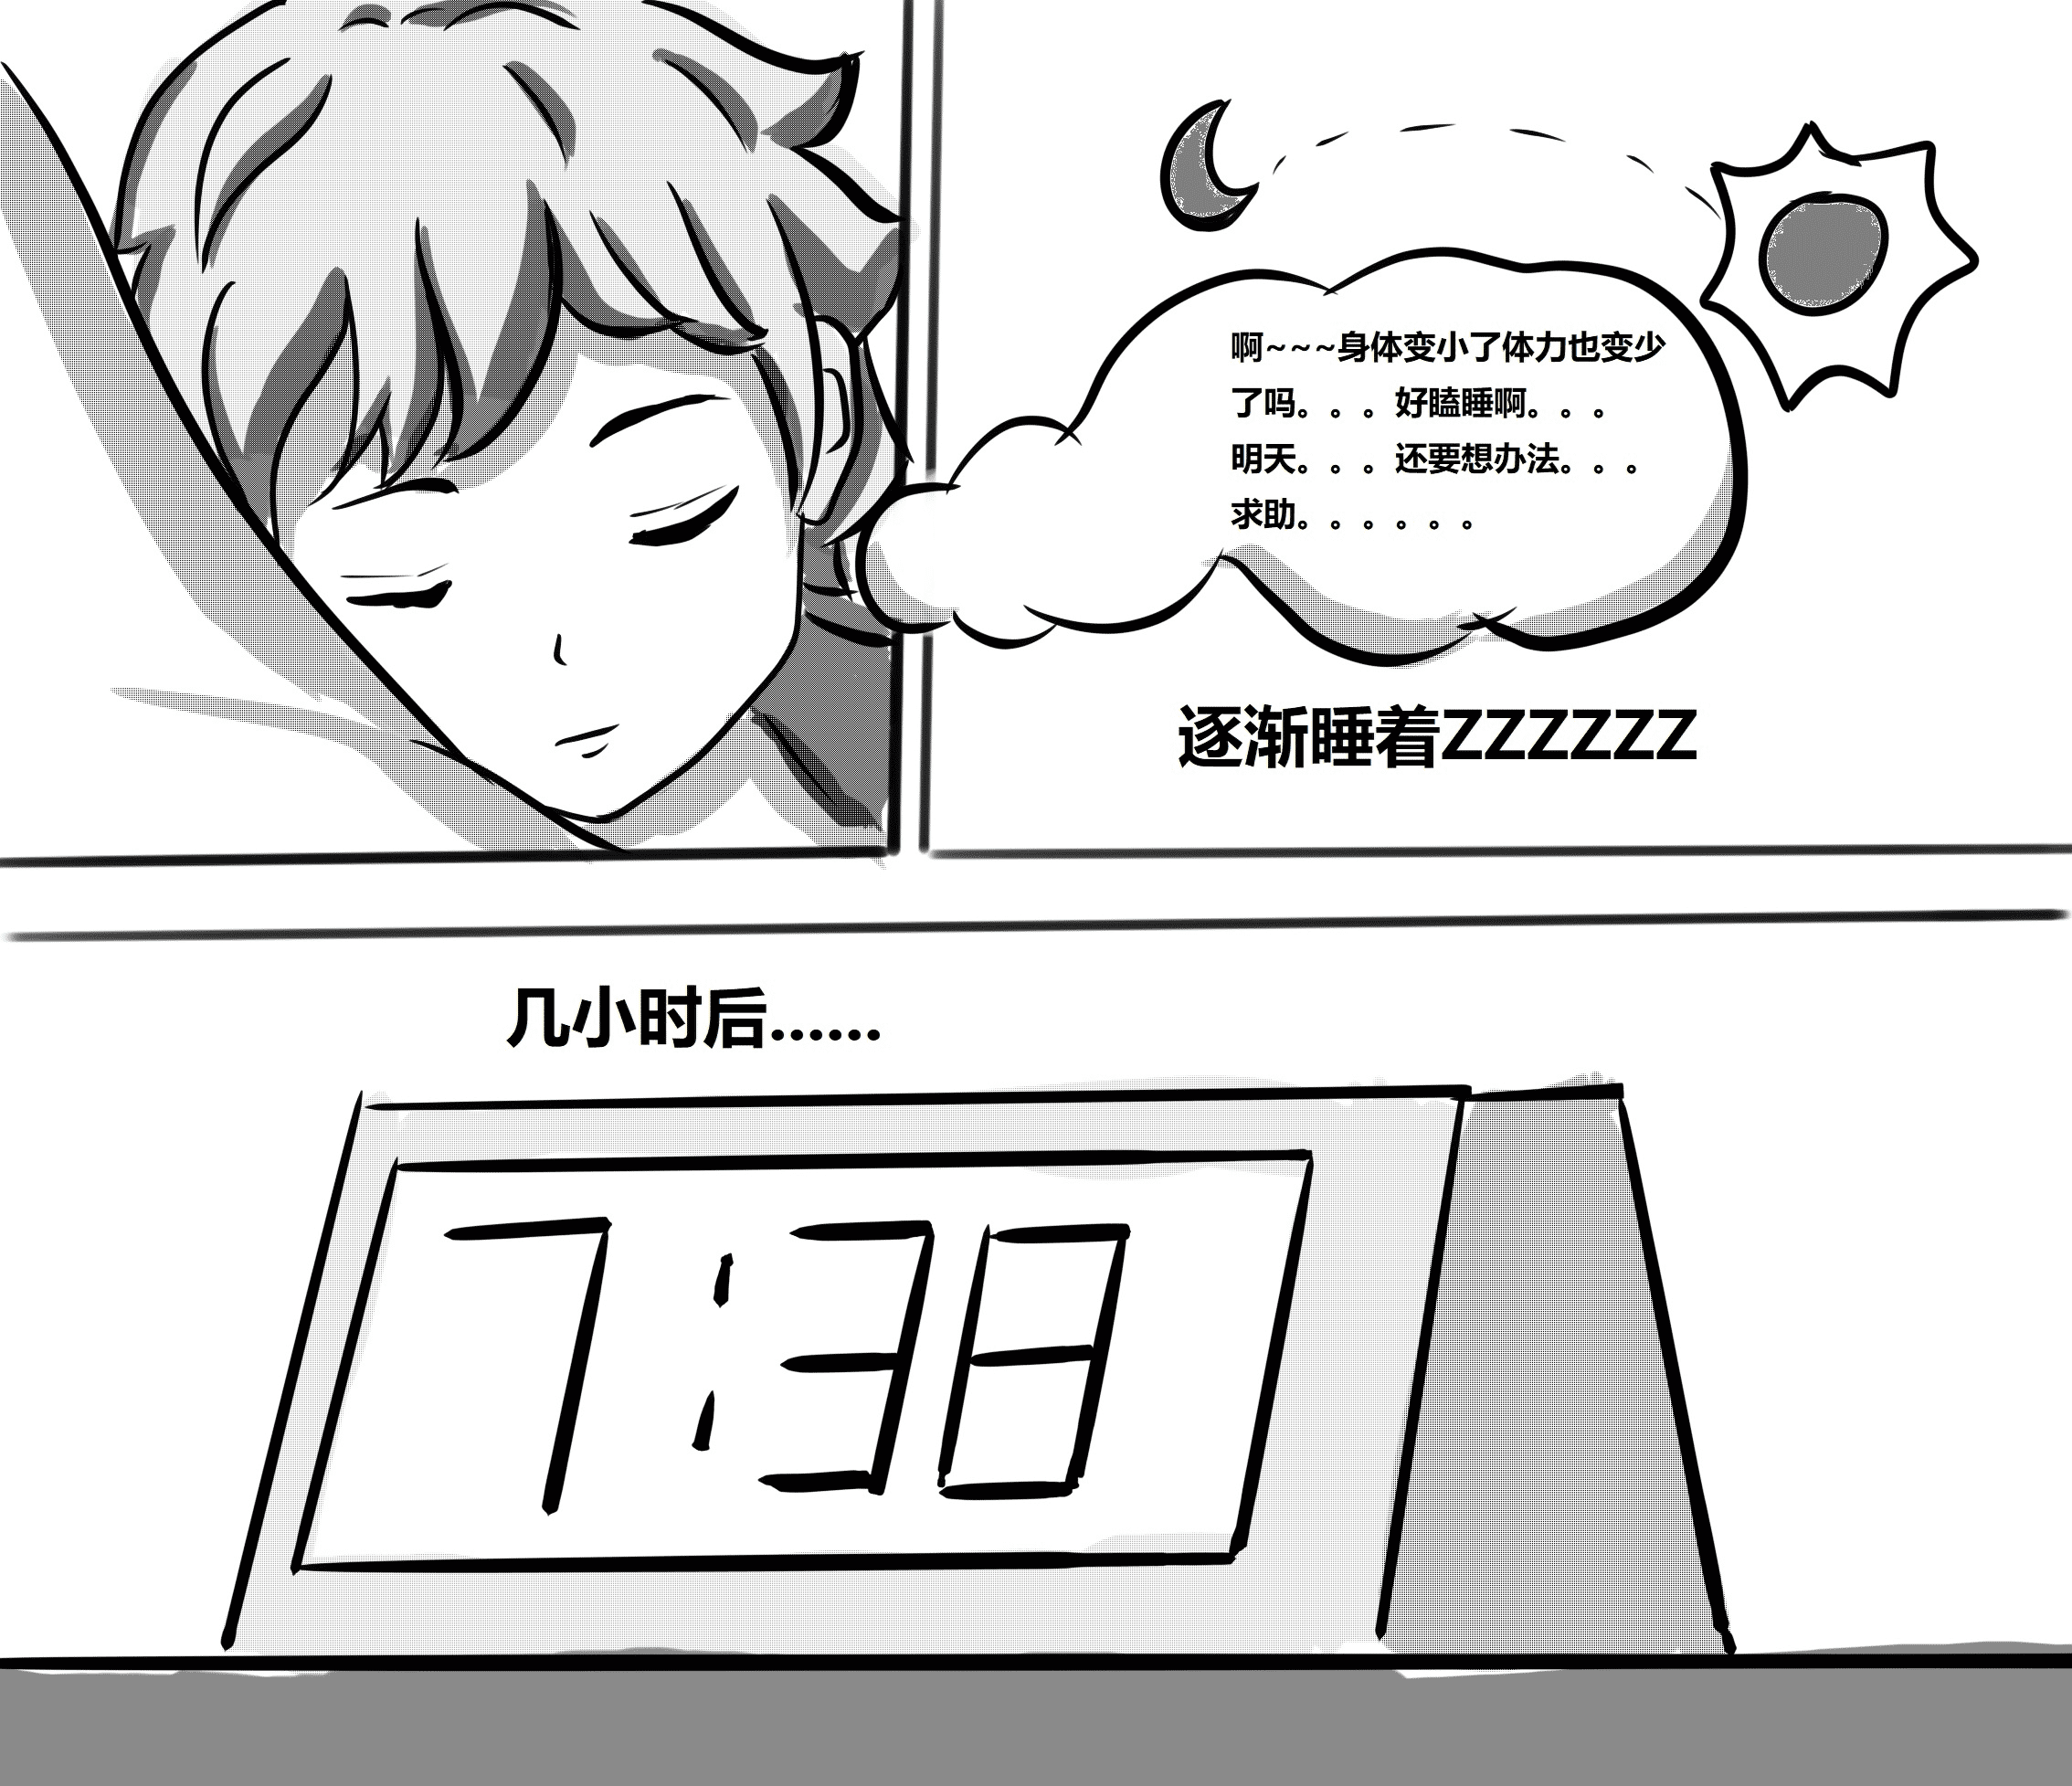 啊~~~身体变小了体力也变少
了吗。。。好瞌睡啊。。。
明天。。。还要想办法。。。
求助。。。。。。
逐渐睡着ZZZZZZ
几小时后......
7:38